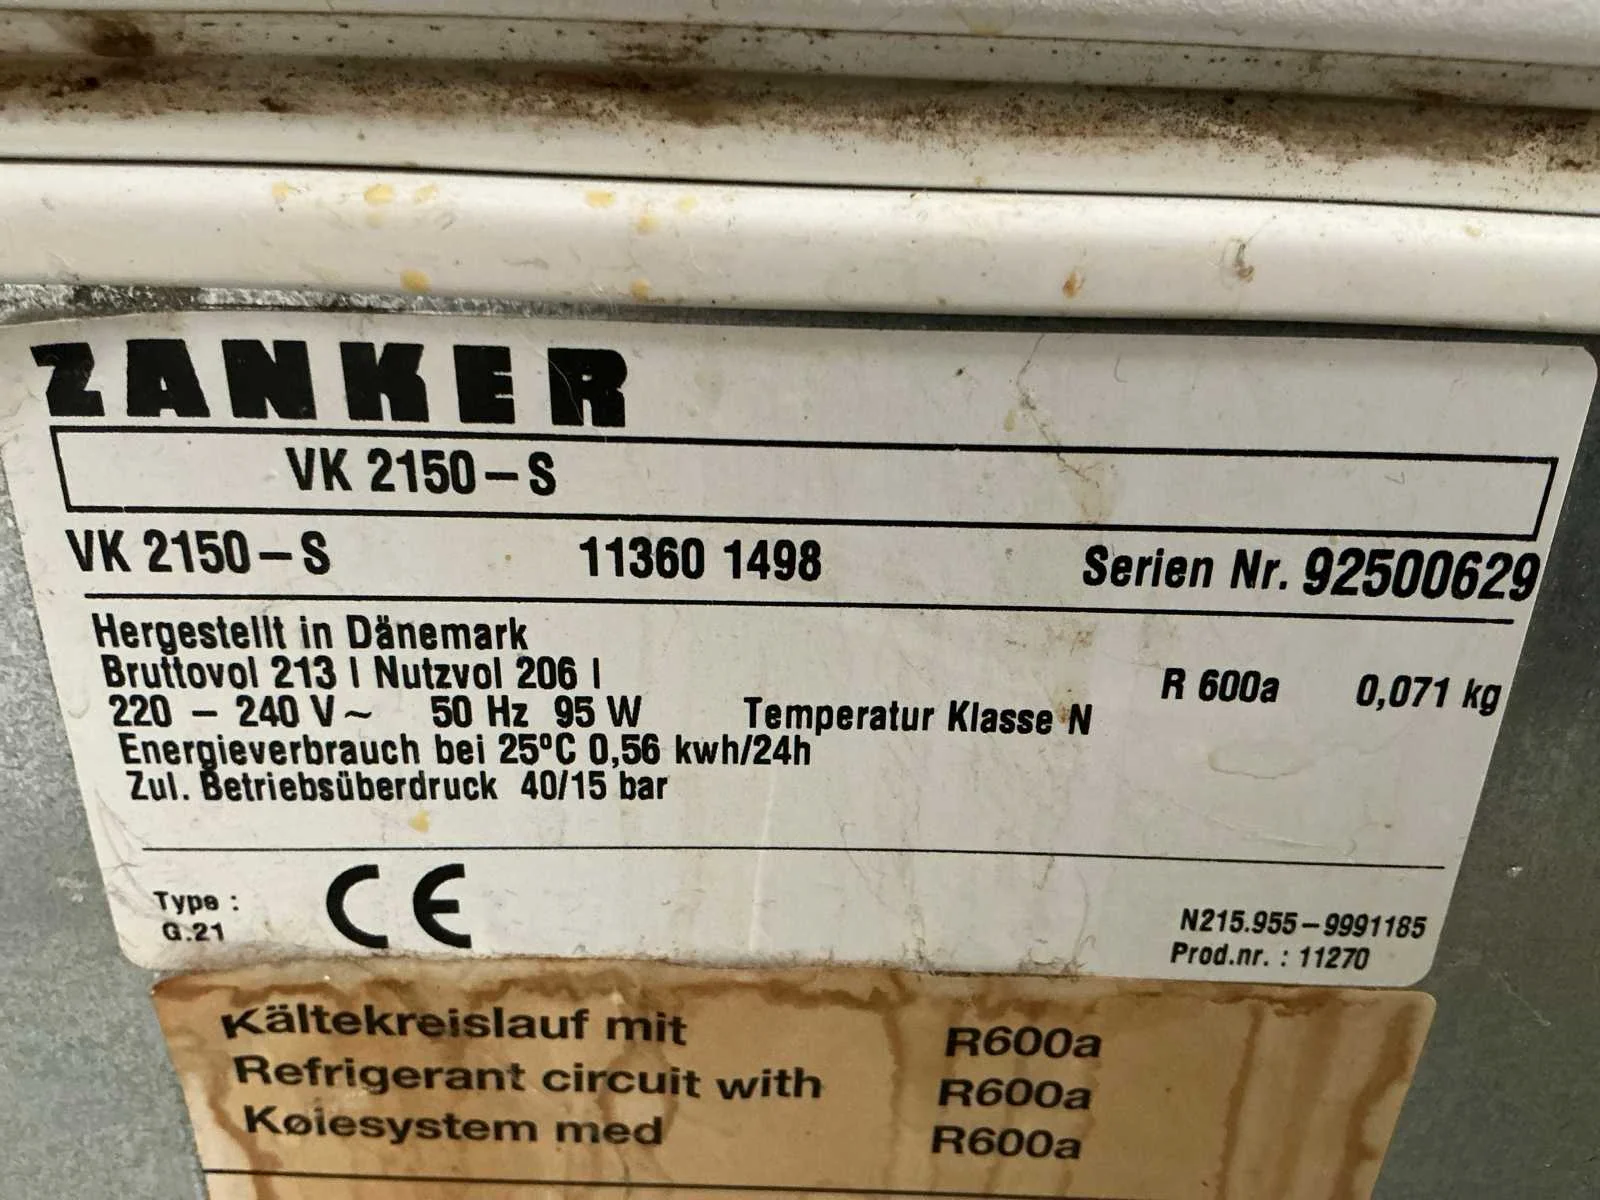 ZANKER
VK 2150-S
VK 2150-S 11360 1498 Serien Nr. 92500629
Hergestellt in Dänemark
Bruttovol 213 l Nutzvol 206 l R 600a 0,071 kg
220 - 240 V~ 50 Hz 95 W Temperatur Klasse N
Energieverbrauch bei 25ºC 0,56 kwh/24h
Zul. Betriebsüberdruck 40/15 bar
Type :
G.21
CE
N215.955-9991185
Prod.nr. : 11270
Kältekreislauf mit R600a
Refrigerant circuit with R600a
Køiesystem med R600a